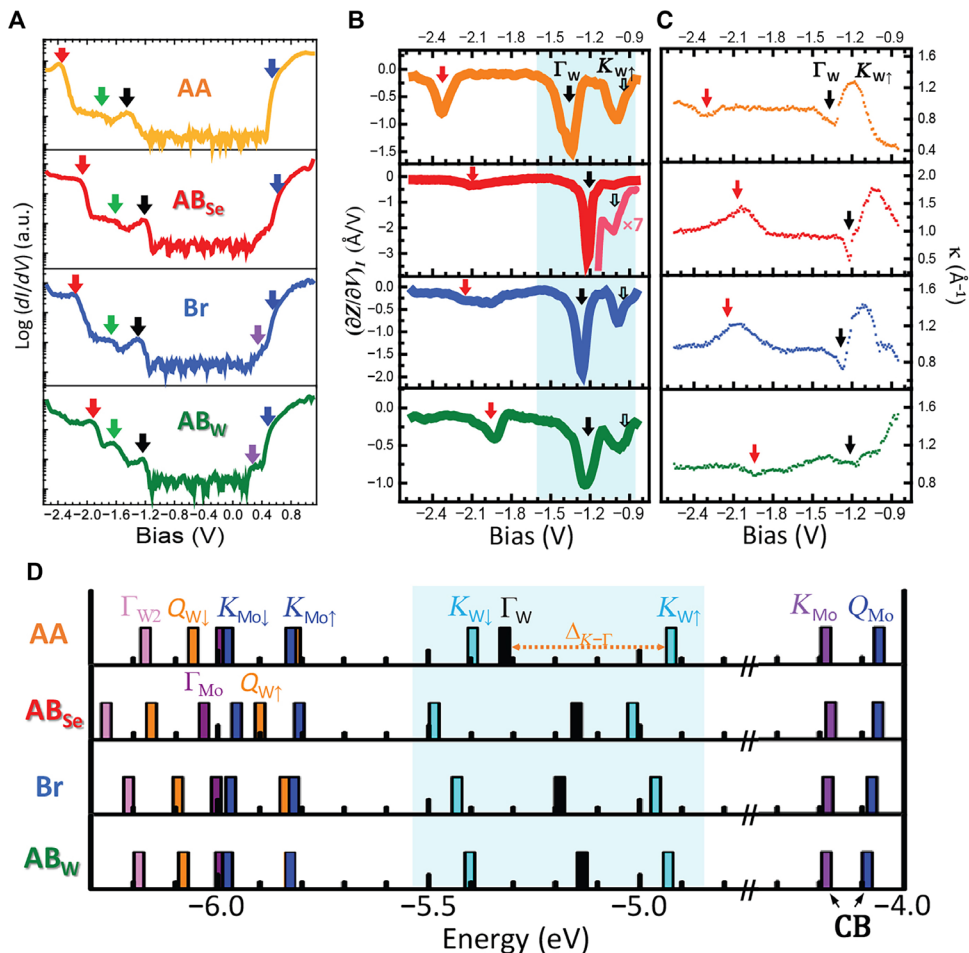 A
B
C
Log (dI/dV) (a.u.)
AA
AB_Se
Br
AB_W
−2.4 −2.0 −1.6 −1.2 −0.8 −0.4 0.0 0.4 0.8
Bias (V)
−2.4 −2.1 −1.8 −1.5 −1.2 −0.9
(∂Z/∂V)_I (Å/V)
0.0
−0.5
−1.0
−1.5
Γ_W
K_W↑
0
−1
−2
−3
×7
0.0
−0.5
−1.0
−1.5
−2.0
0.0
−0.5
−1.0
−2.4 −2.1 −1.8 −1.5 −1.2 −0.9
Bias (V)
−2.4 −2.1 −1.8 −1.5 −1.2 −0.9
Γ_W
K_W↑
1.6
1.2
0.8
0.4
κ (Å⁻¹)
2.0
1.5
1.0
0.5
1.6
1.2
0.8
1.6
1.2
0.8
−2.4 −2.1 −1.8 −1.5 −1.2 −0.9
Bias (V)
D
AA
Γ_W2
Q_W↓
K_Mo↓
K_Mo↑
K_W↓
Γ_W
Δ_K−Γ
K_W↑
K_Mo
Q_Mo
AB_Se
Γ_Mo
Q_W↑
Br
AB_W
−6.0 −5.5 −5.0 −4.0
CB
Energy (eV)